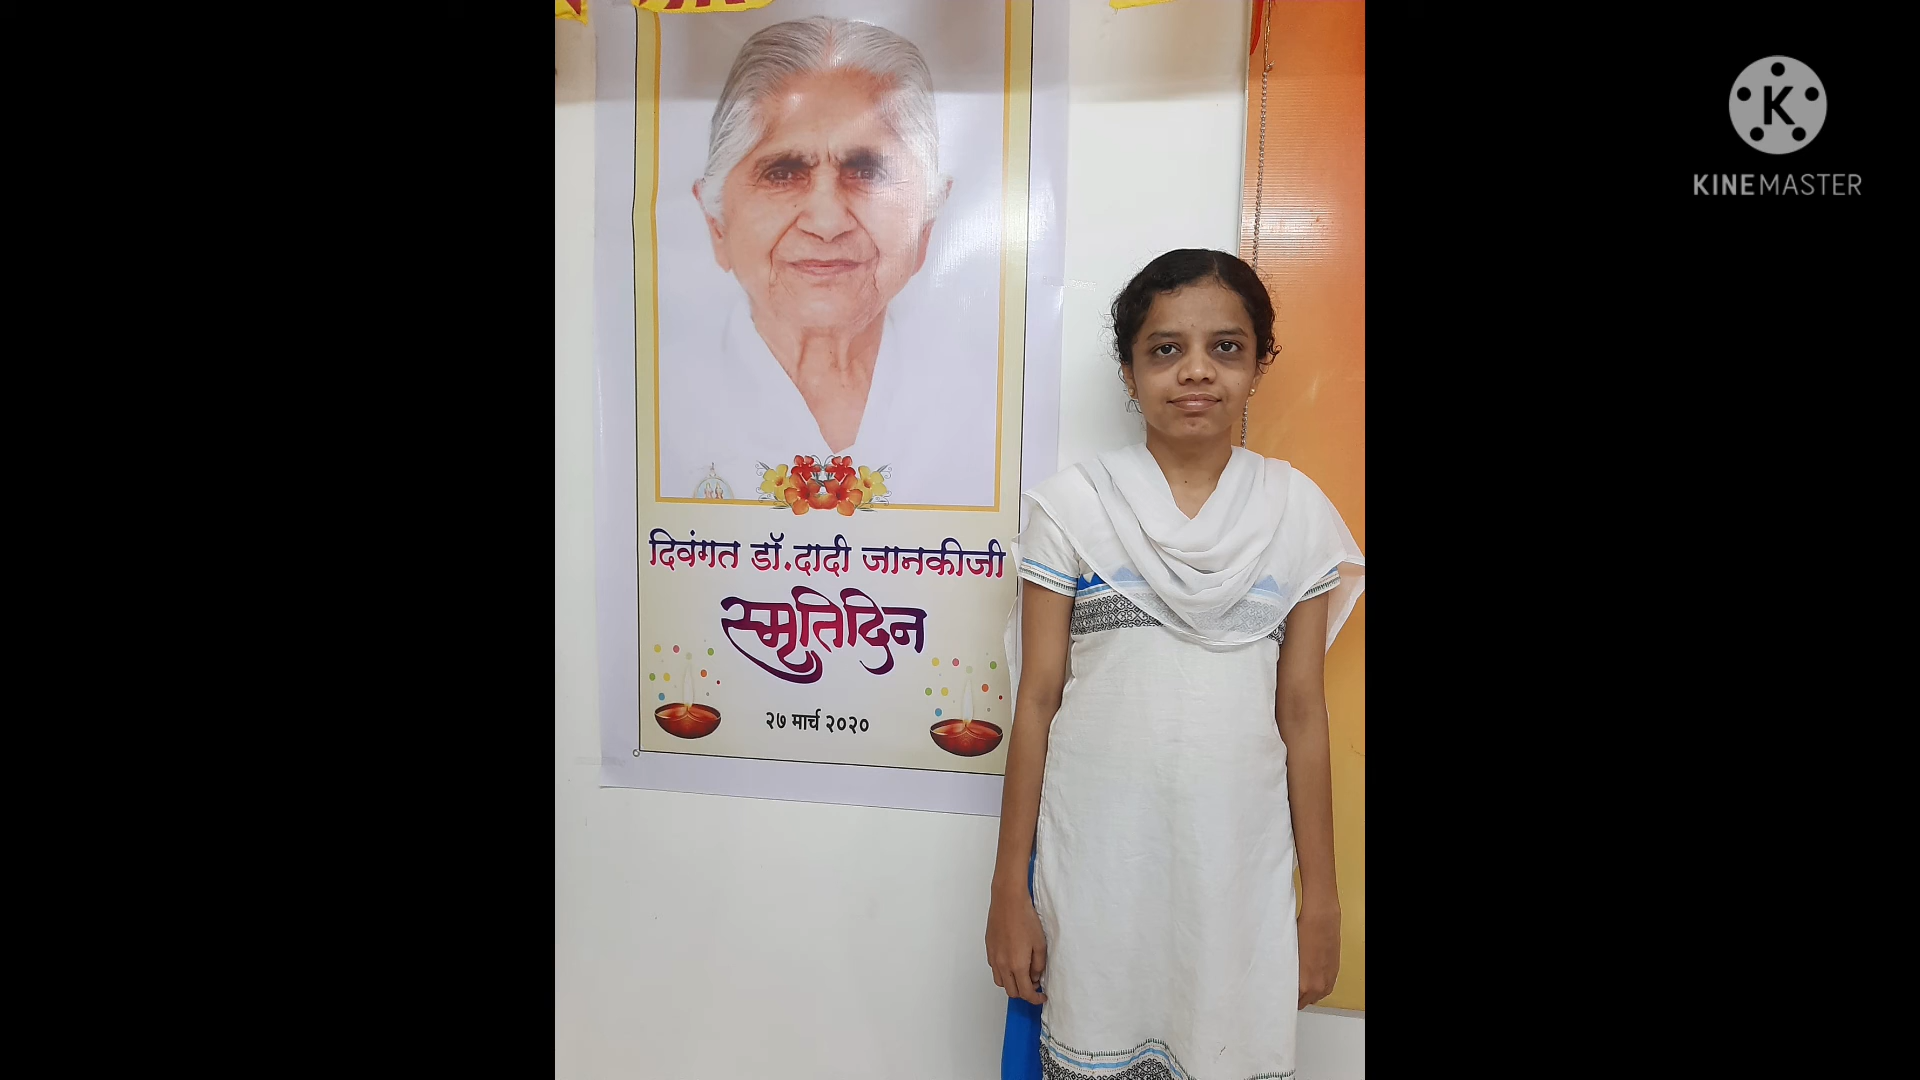 दिवंगत डॉ.दादी जानकीजी
स्मृतिदिन
२७ मार्च २०२०
K
KINEMASTER